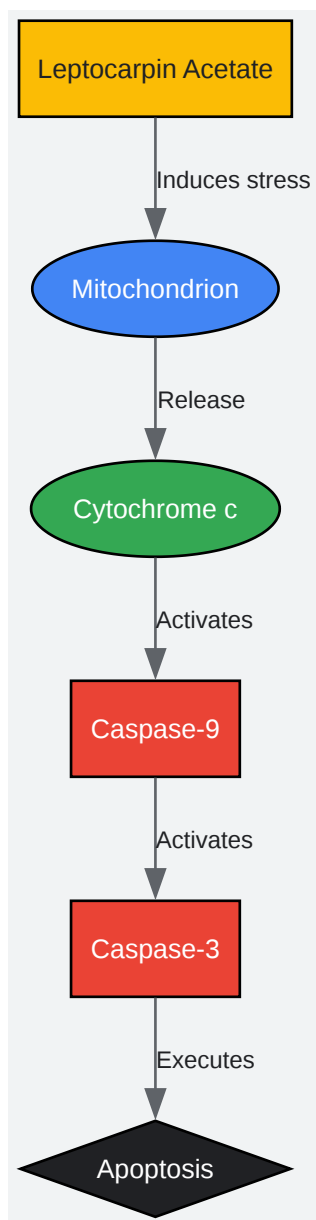 Leptocarpin Acetate
Induces stress
Mitochondrion
Release
Cytochrome c
Activates
Caspase-9
Activates
Caspase-3
Executes
Apoptosis